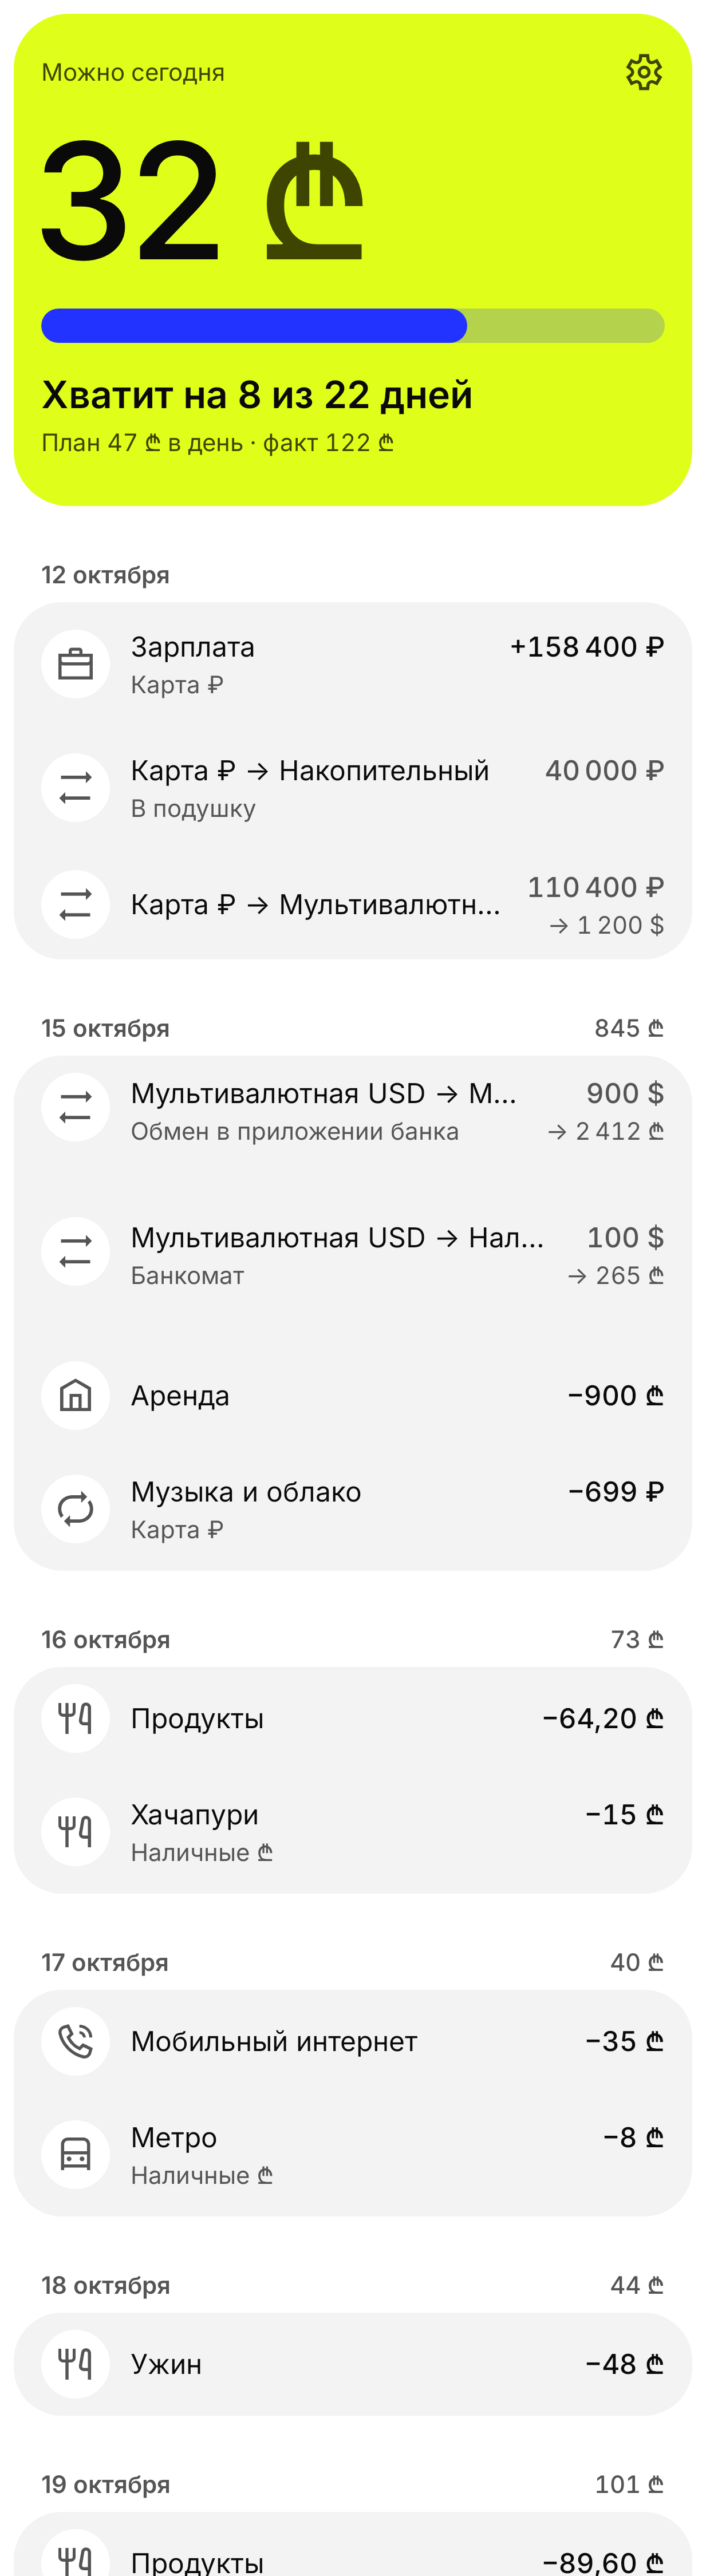 Можно сегодня
32 ₾
Хватит на 8 из 22 дней
План 47 ₾ в день · факт 122 ₾
12 октября
Зарплата +158 400 ₽
Карта ₽
Карта ₽ → Накопительный 40 000 ₽
В подушку
Карта ₽ → Мультивалютн... 110 400 ₽
→ 1 200 $
15 октября 845 ₾
Мультивалютная USD → М... 900 $
Обмен в приложении банка → 2 412 ₾
Мультивалютная USD → Нал... 100 $
Банкомат → 265 ₾
Аренда −900 ₾
Музыка и облако −699 ₽
Карта ₽
16 октября 73 ₾
Продукты −64,20 ₾
Хачапури −15 ₾
Наличные ₾
17 октября 40 ₾
Мобильный интернет −35 ₾
Метро −8 ₾
Наличные ₾
18 октября 44 ₾
Ужин −48 ₾
19 октября 101 ₾
Продукты −89,60 ₾